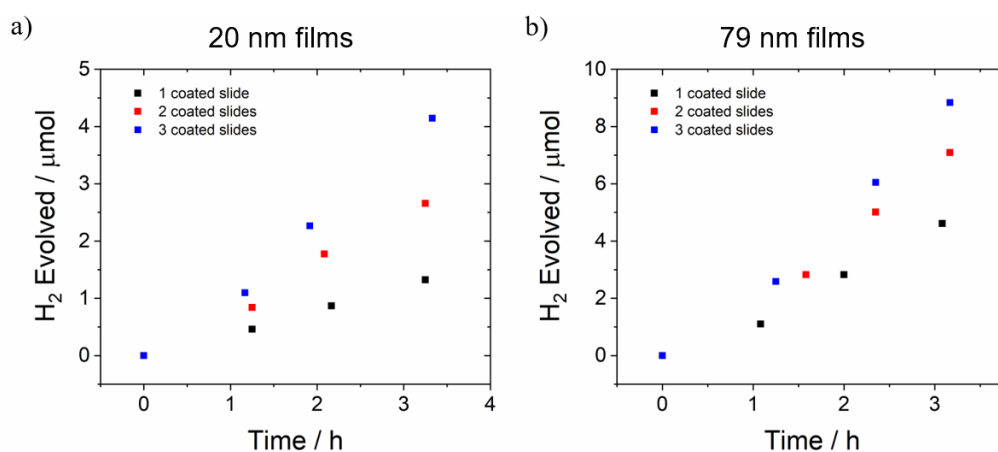 a)
20 nm films
5
4
3
2
1
0
H₂ Evolved / μmol
1 coated slide
2 coated slides
3 coated slides
0 1 2 3 4
Time / h
b)
79 nm films
10
8
6
4
2
0
H₂ Evolved / μmol
1 coated slide
2 coated slides
3 coated slides
0 1 2 3
Time / h